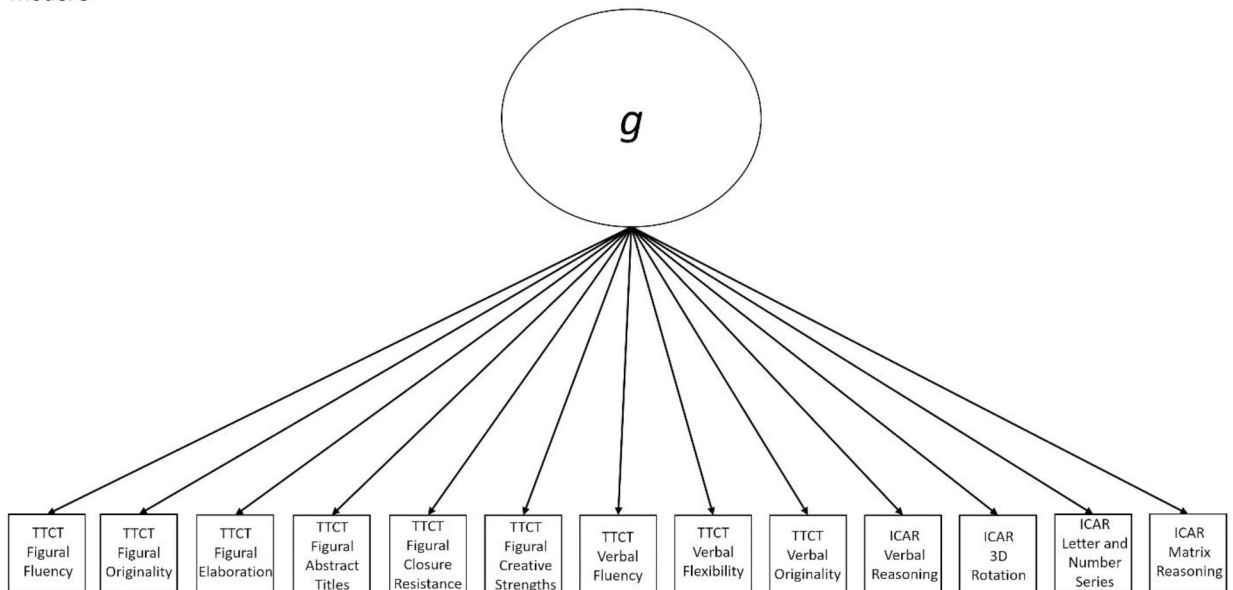 g
TTCT
Figural
Fluency
TTCT
Figural
Originality
TTCT
Figural
Elaboration
TTCT
Figural
Abstract
Titles
TTCT
Figural
Closure
Resistance
TTCT
Figural
Creative
Strengths
TTCT
Verbal
Fluency
TTCT
Verbal
Flexibility
TTCT
Verbal
Originality
ICAR
Verbal
Reasoning
ICAR
3D
Rotation
ICAR
Letter and
Number
Series
ICAR
Matrix
Reasoning